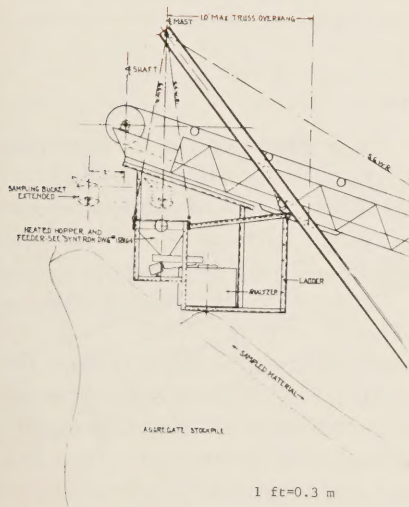 10 MAX TRUSS OVERHANG
℄ MAST
℄ SHAFT
S.G.W.R.
SAMPLING BUCKET
EXTENDED
HEATED HOPPER AND
FEEDER-SEE SYNTRON DWG#
LADDER
ANALYZER
SAMPLED MATERIAL
AGGREGATE STOCKPILE
1 ft=0.3 m